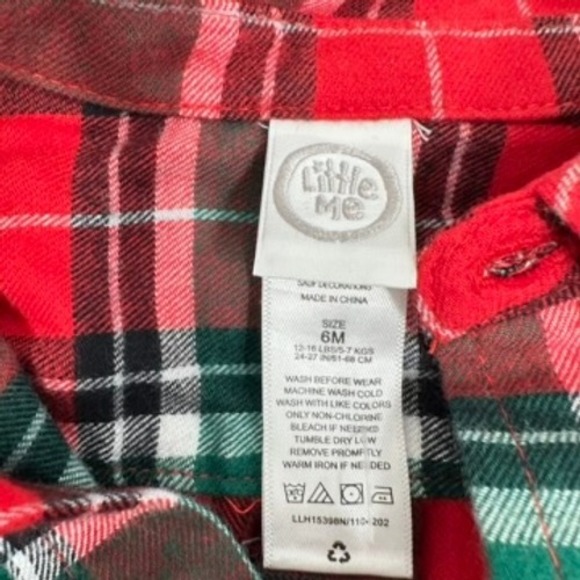 Little
Me
SAUF DECORATIONS
MADE IN CHINA
SIZE
6M
12-16 LBS/5-7 KGS
24-27 IN/61-68 CM
WASH BEFORE WEAR
MACHINE WASH COLD
WASH WITH LIKE COLORS
ONLY NON-CHLORINE
BLEACH IF NEEDED
TUMBLE DRY LOW
REMOVE PROMPTLY
WARM IRON IF NEEDED